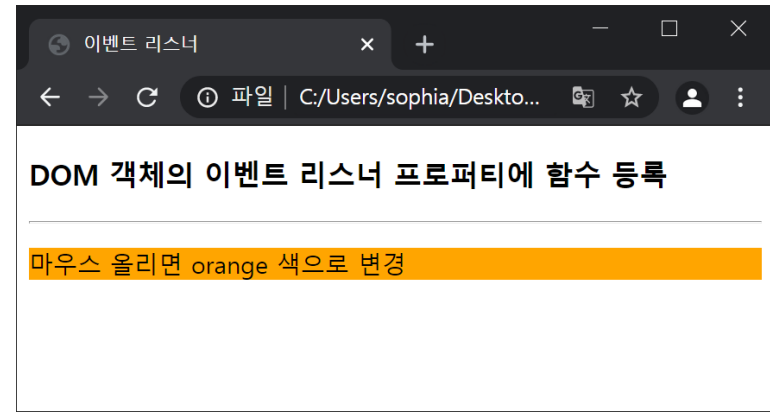 이벤트 리스너
파일 | C:/Users/sophia/Deskto...
DOM 객체의 이벤트 리스너 프로퍼티에 함수 등록
마우스 올리면 orange 색으로 변경